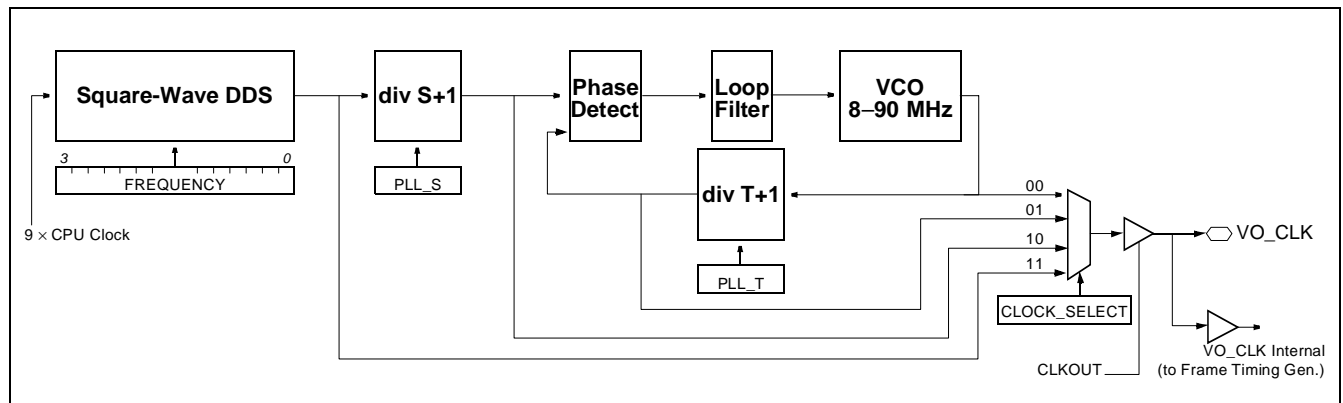 Square-Wave DDS
div S+1
Phase
Detect
Loop
Filter
VCO
8–90 MHz
3
0
FREQUENCY
PLL_S
div T+1
PLL_T
9 × CPU Clock
00
01
10
11
CLOCK_SELECT
VO_CLK
CLKOUT
VO_CLK Internal
(to Frame Timing Gen.)